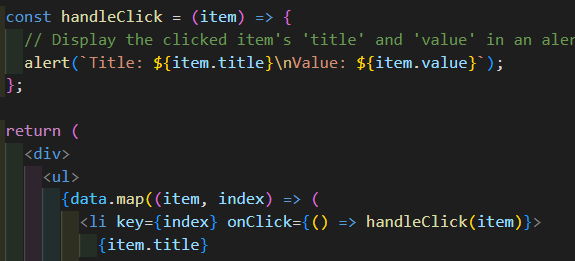 const handleClick = (item) => {
// Display the clicked item's 'title' and 'value' in an aler
alert(`Title: ${item.title}\nValue: ${item.value}`);
};
return (
<div>
<ul>
{data.map((item, index) => (
<li key={index} onClick={() => handleClick(item)}>
{item.title}